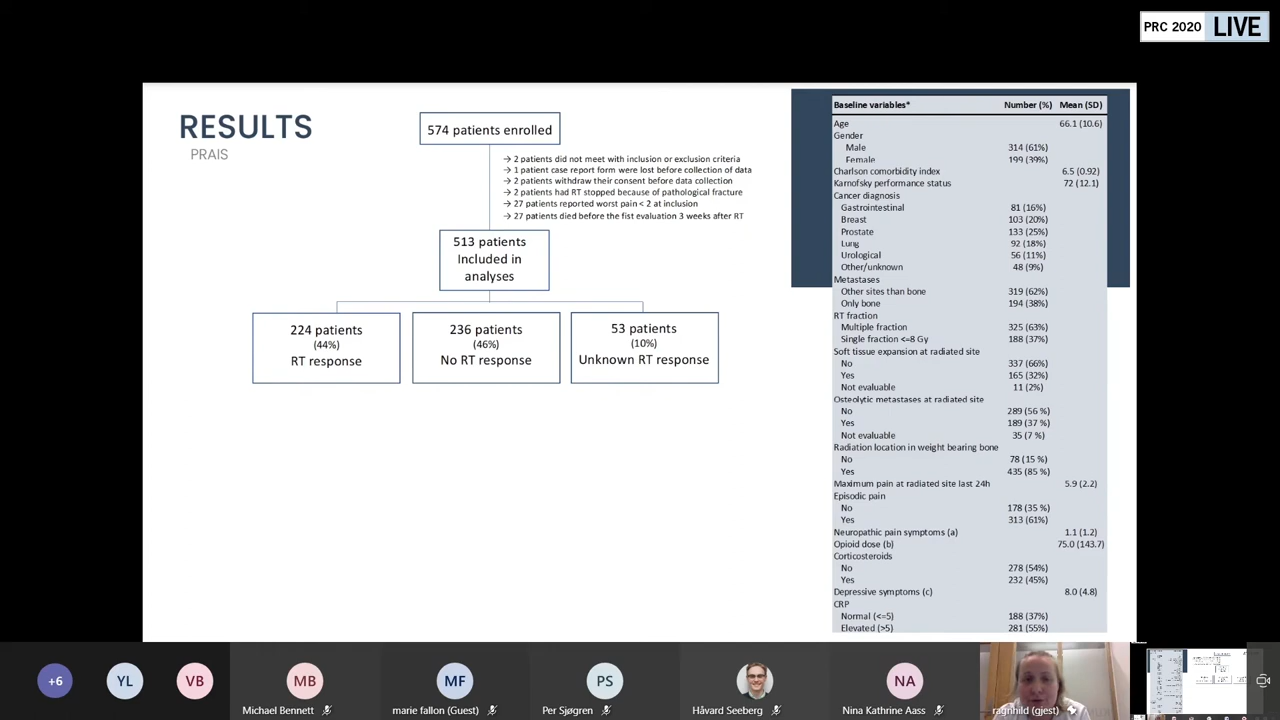 PRC 2020 LIVE
RESULTS
PRAIS
574 patients enrolled
→ 2 patients did not meet with inclusion or exclusion criteria
→ 1 patient case report form were lost before collection of data
→ 2 patients withdraw their consent before data collection
→ 2 patients had RT stopped because of pathological fracture
→ 27 patients reported worst pain < 2 at inclusion
→ 27 patients died before the fist evaluation 3 weeks after RT
513 patients
Included in
analyses
224 patients
(44%)
RT response
236 patients
(46%)
No RT response
53 patients
(10%)
Unknown RT response
Baseline variables* Number (%) Mean (SD)
Age 66.1 (10.6)
Gender
Male 314 (61%)
Female 199 (39%)
Charlson comorbidity index 6.5 (0.92)
Karnofsky performance status 72 (12.1)
Cancer diagnosis
Gastrointestinal 81 (16%)
Breast 103 (20%)
Prostate 133 (25%)
Lung 92 (18%)
Urological 56 (11%)
Other/unknown 48 (9%)
Metastases
Other sites than bone 319 (62%)
Only bone 194 (38%)
RT fraction
Multiple fraction 325 (63%)
Single fraction <=8 Gy 188 (37%)
Soft tissue expansion at radiated site
No 337 (66%)
Yes 165 (32%)
Not evaluable 11 (2%)
Osteolytic metastases at radiated site
No 289 (56 %)
Yes 189 (37 %)
Not evaluable 35 (7 %)
Radiation location in weight bearing bone
No 78 (15 %)
Yes 435 (85 %)
Maximum pain at radiated site last 24h 5.9 (2.2)
Episodic pain
No 178 (35 %)
Yes 313 (61%)
Neuropathic pain symptoms (a) 1.1 (1.2)
Opioid dose (b) 75.0 (143.7)
Corticosteroids
No 278 (54%)
Yes 232 (45%)
Depressive symptoms (c) 8.0 (4.8)
CRP
Normal (<=5) 188 (37%)
Elevated (>5) 281 (55%)
+6
YL
VB
MB
Michael Bennett
MF
marie fallon (Guest)
PS
Per Sjøgren
Håvard Seeberg
NA
Nina Kathrine Aass
ragnhild (gjest)